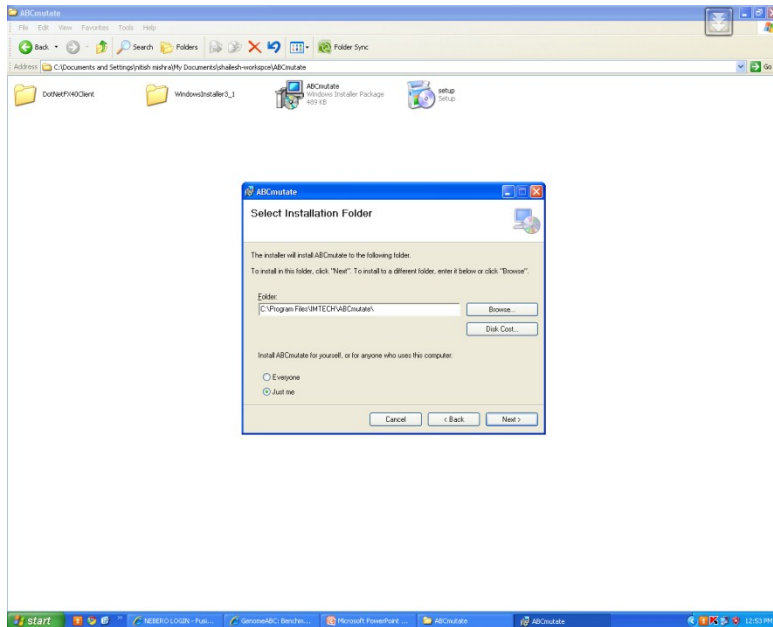 ABCmutate
File Edit View Favorites Tools Help
Back Search Folders Folder Sync
Address C:\Documents and Settings\nitish mishra\My Documents\shailesh-workspce\ABCmutate Go
DotNetFX40Client
WindowsInstaller3_1
ABCmutate
Windows Installer Package
489 KB
setup
Setup
ABCmutate
Select Installation Folder
The installer will install ABCmutate to the following folder.
To install in this folder, click "Next". To install to a different folder, enter it below or click "Browse".
Folder:
C:\Program Files\IMTECH\ABCmutate\
Browse...
Disk Cost...
Install ABCmutate for yourself, or for anyone who uses this computer:
Everyone
Just me
Cancel < Back Next >
start NEBERO LOGIN - Fusi... GenomeABC: Benchm... Microsoft PowerPoint ... ABCmutate ABCmutate 12:53 PM